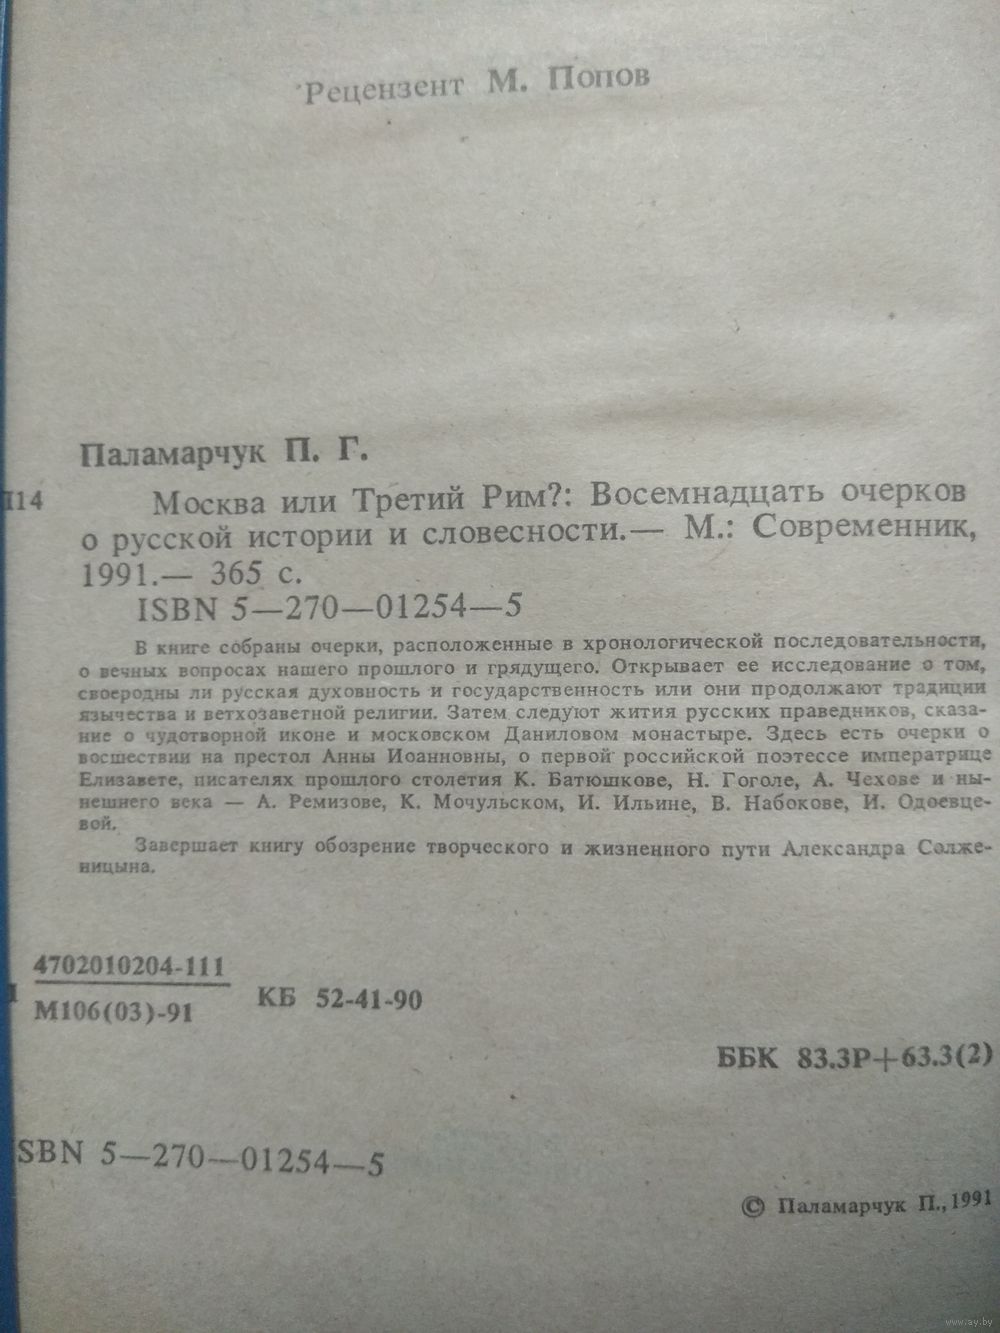 Рецензент М. Попов
Паламарчук П. Г.
П14
Москва или Третий Рим?: Восемнадцать очерков
о русской истории и словесности.— М.: Современник,
1991.— 365 с.
ISBN 5—270—01254—5
В книге собраны очерки, расположенные в хронологической последовательности,
о вечных вопросах нашего прошлого и грядущего. Открывает ее исследование о том,
своеродны ли русская духовность и государственность или они продолжают традиции
язычества и ветхозаветной религии. Затем следуют жития русских праведников, сказа-
ние о чудотворной иконе и московском Даниловом монастыре. Здесь есть очерки о
восшествии на престол Анны Иоанновны, о первой российской поэтессе императрице
Елизавете, писателях прошлого столетия К. Батюшкове, Н. Гоголе, А. Чехове и ны-
нешнего века — А. Ремизове, К. Мочульском, И. Ильине, В. Набокове, И. Одоевце-
вой.
Завершает книгу обозрение творческого и жизненного пути Александра Солже-
ницына.
4702010204-111
М106(03)-91
КБ 52-41-90
ББК 83.3Р+63.3(2)
SBN 5—270—01254—5
© Паламарчук П., 1991
www.ay.by